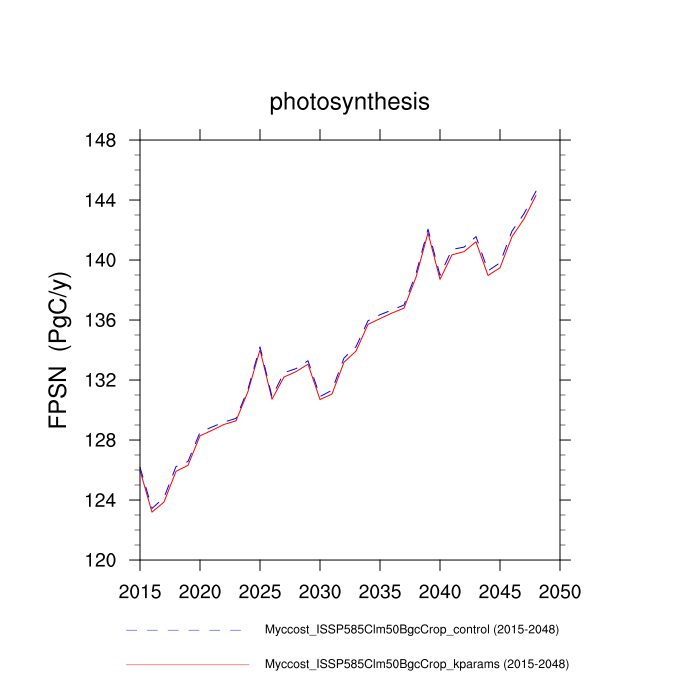 photosynthesis
FPSN (PgC/y)
148
144
140
136
132
128
124
120
2015 2020 2025 2030 2035 2040 2045 2050
Myccost_ISSP585Clm50BgcCrop_control (2015-2048)
Myccost_ISSP585Clm50BgcCrop_kparams (2015-2048)